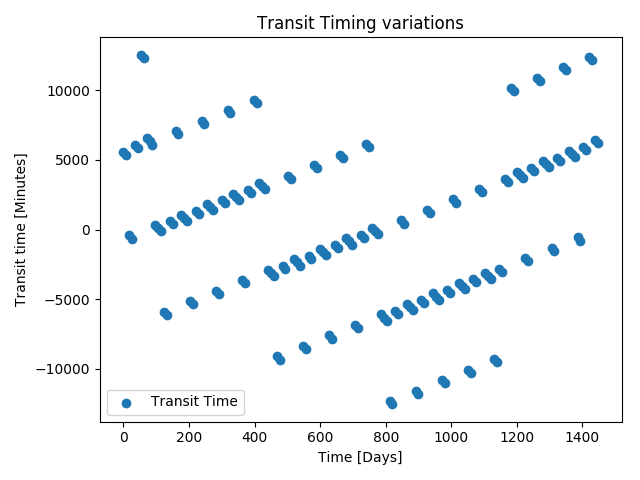 Transit Timing variations
Transit time [Minutes]
10000
5000
0
−5000
−10000
Transit Time
0 200 400 600 800 1000 1200 1400
Time [Days]